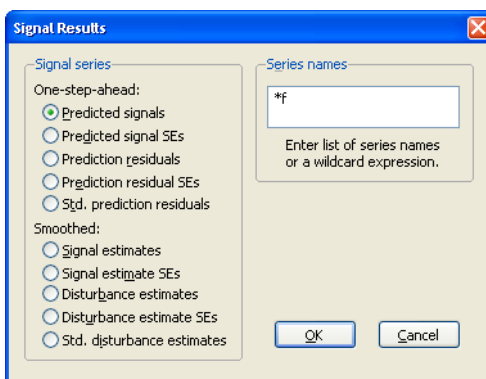 Signal Results
Signal series
One-step-ahead:
Predicted signals
Predicted signal SEs
Prediction residuals
Prediction residual SEs
Std. prediction residuals
Smoothed:
Signal estimates
Signal estimate SEs
Disturbance estimates
Disturbance estimate SEs
Std. disturbance estimates
Series names
*f
Enter list of series names
or a wildcard expression.
OK
Cancel